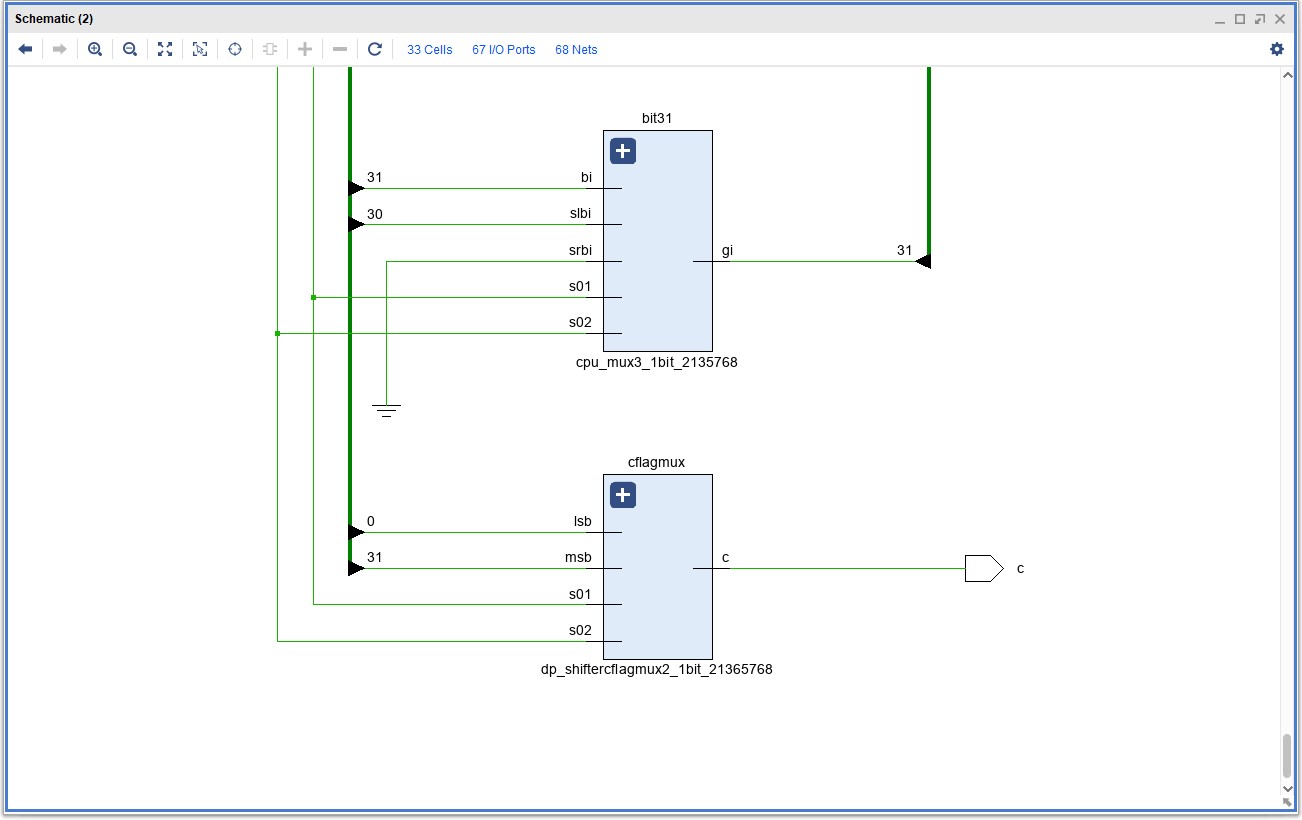 Schematic (2)
33 Cells 67 I/O Ports 68 Nets
bit31
31 bi
30 slbi
srbi
gi 31
s01
s02
cpu_mux3_1bit_2135768
cflagmux
0 lsb
31 msb
c c
s01
s02
dp_shiftercflagmux2_1bit_21365768